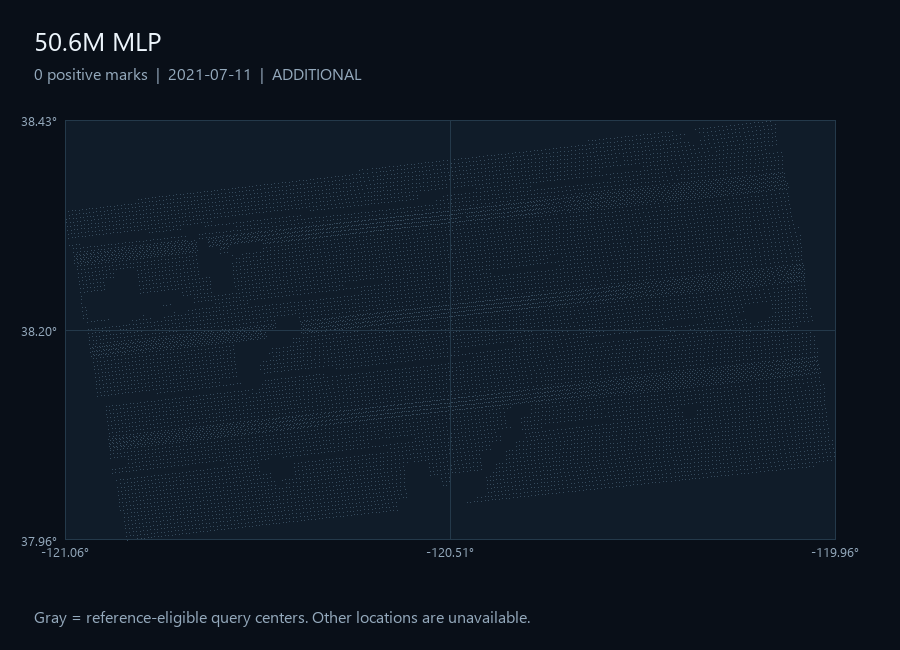 50.6M MLP
0 positive marks | 2021-07-11 | ADDITIONAL
38.43°
38.20°
37.96°
-121.06°
-120.51°
-119.96°
Gray = reference-eligible query centers. Other locations are unavailable.